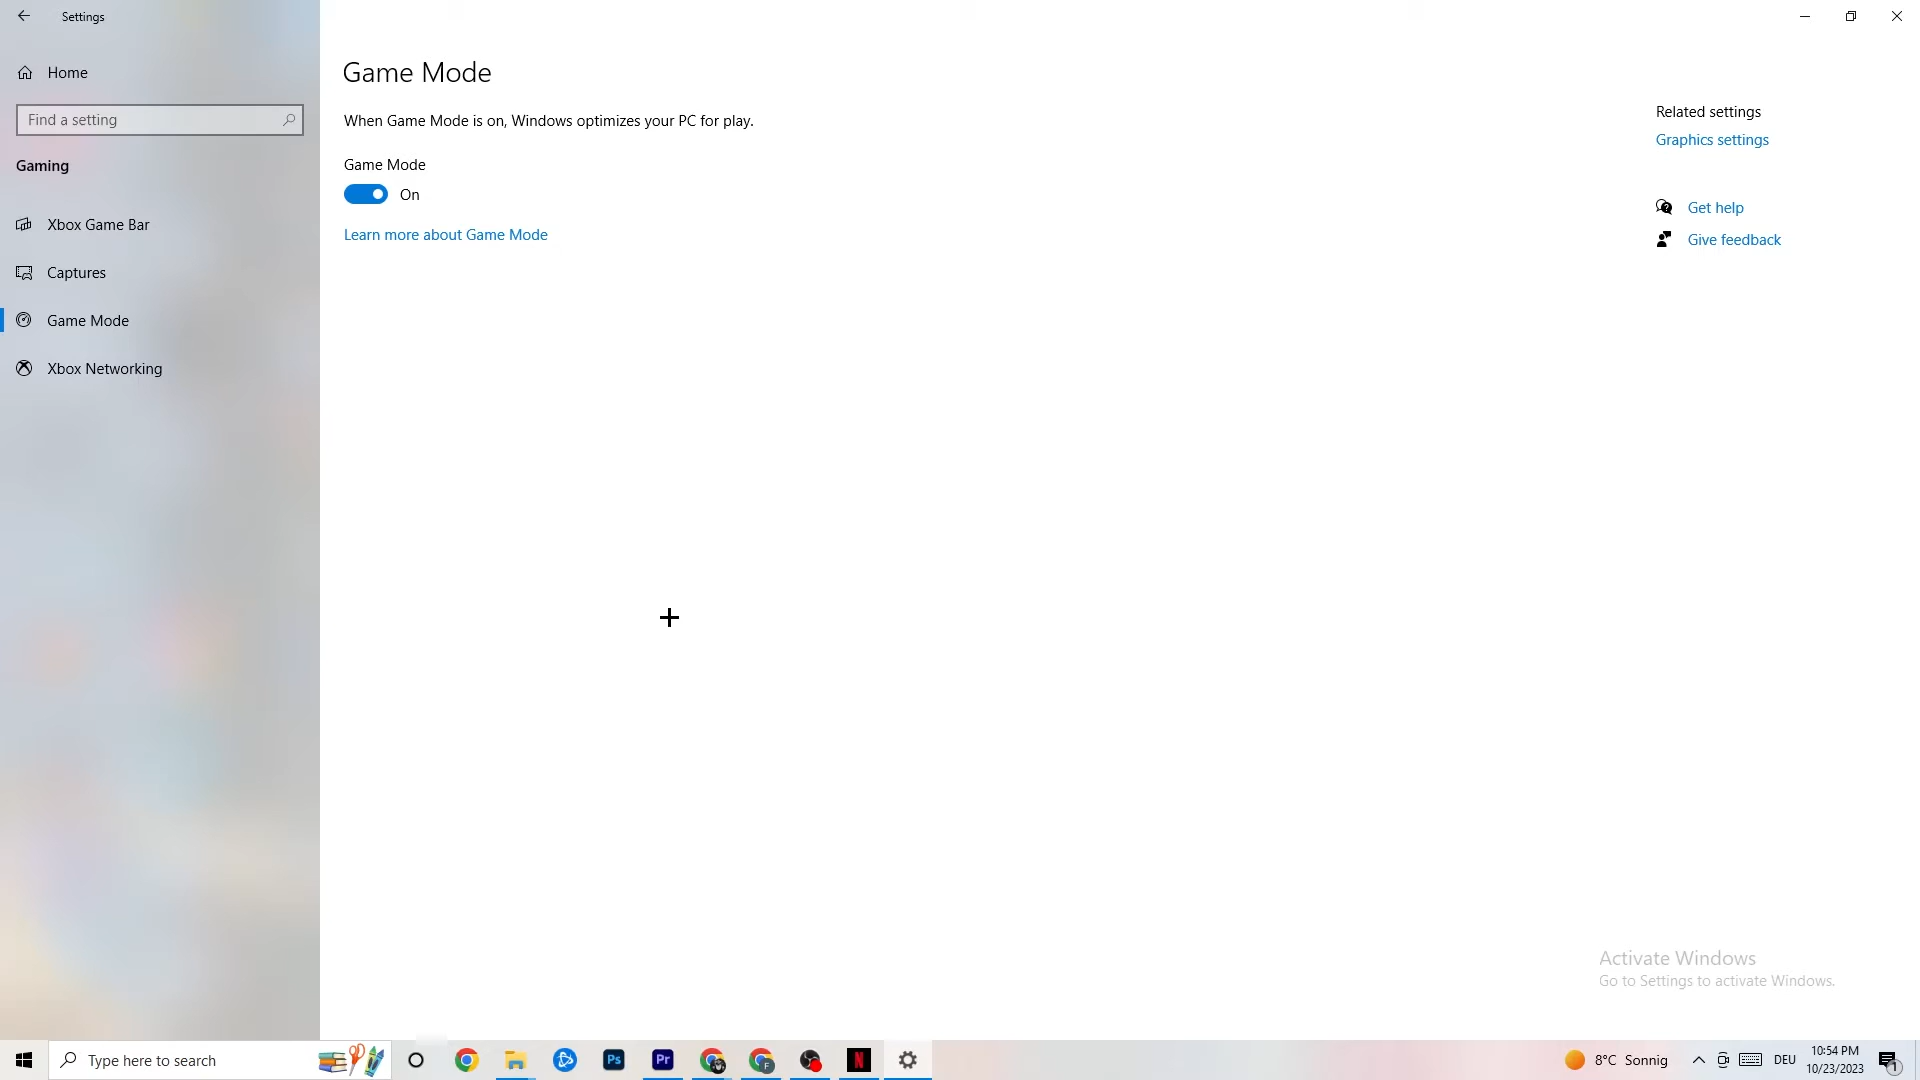 Settings
Home
Find a setting
Gaming
Xbox Game Bar
Captures
Game Mode
Xbox Networking
Game Mode
When Game Mode is on, Windows optimizes your PC for play.
Game Mode
On
Learn more about Game Mode
Related settings
Graphics settings
Get help
Give feedback
Activate Windows
Go to Settings to activate Windows.
Type here to search
Ps
Pr
F
N
8°C Sonnig
DEU
10:54 PM
10/23/2023
1